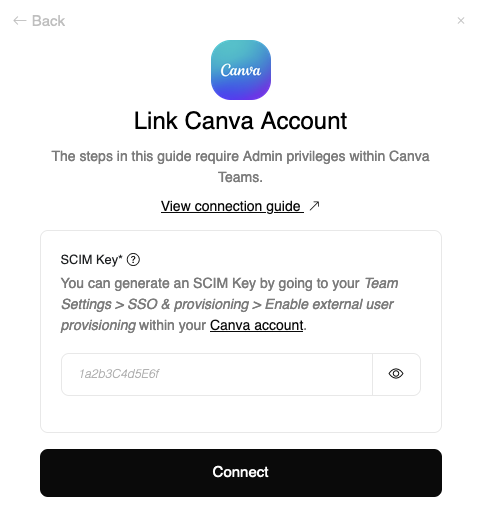 ← Back
×
Canva
Link Canva Account
The steps in this guide require Admin privileges within Canva
Teams.
View connection guide ↗
SCIM Key* ?
You can generate an SCIM Key by going to your Team
Settings > SSO & provisioning > Enable external user
provisioning within your Canva account.
1a2b3C4d5E6f
Connect